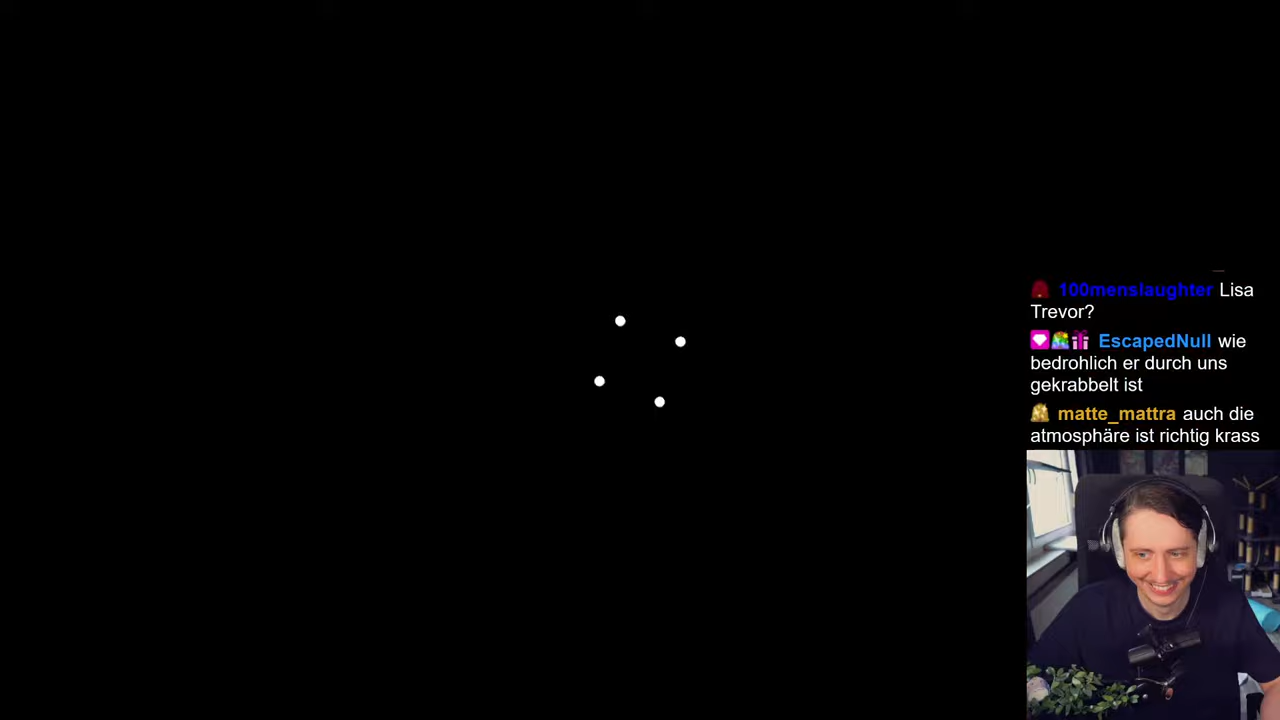 100menslaughter Lisa
Trevor?
EscapedNull wie
bedrohlich er durch uns
gekrabbelt ist
matte_mattra auch die
atmosphäre ist richtig krass